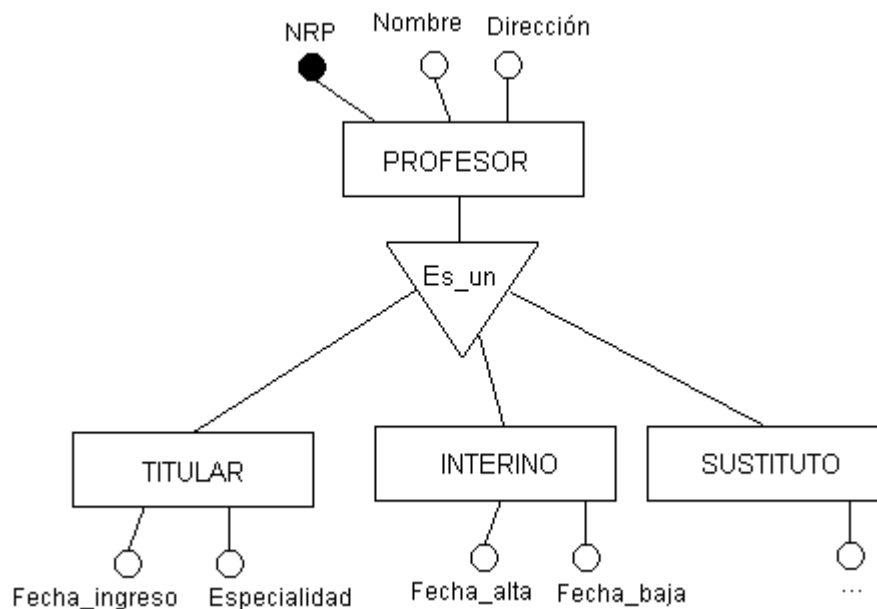 NRP Nombre Dirección
PROFESOR
Es_un
TITULAR INTERINO SUSTITUTO
Fecha_ingreso Especialidad Fecha_alta Fecha_baja ...